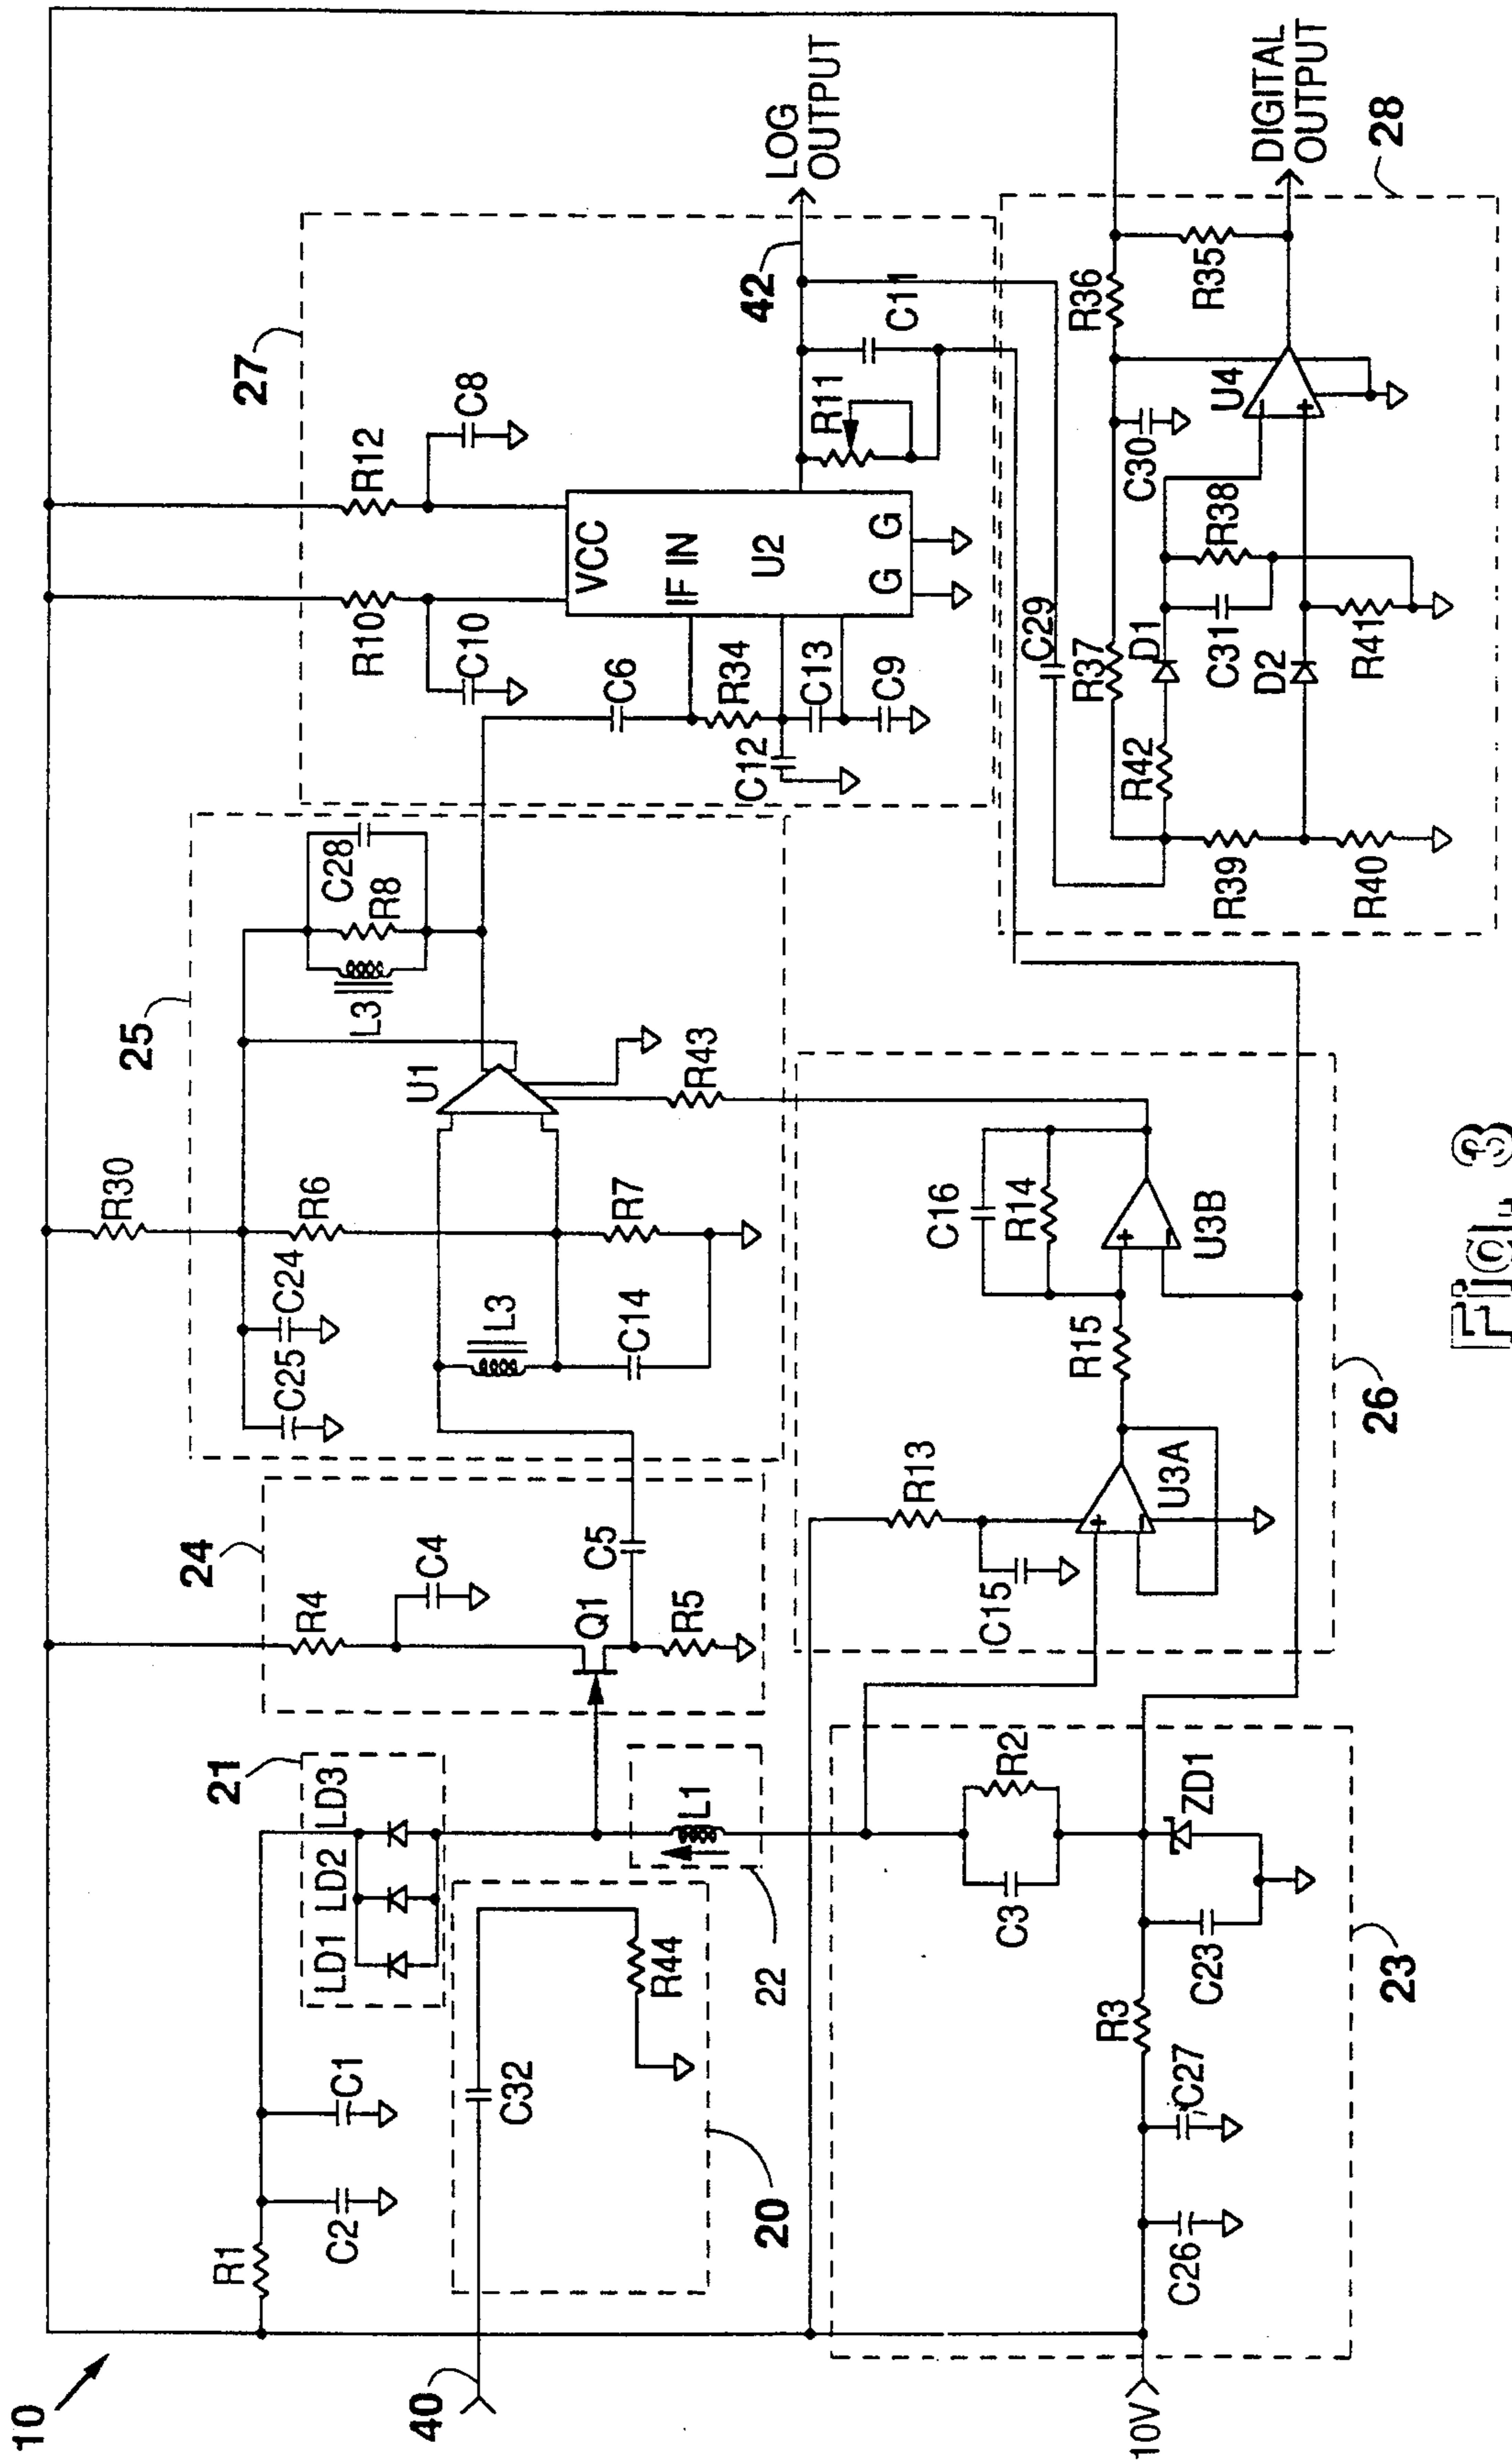 10
40
10V
R1
C2
C1
21
LD1
LD2
LD3
C32
R44
20
22
L1
C26
C27
R3
C23
ZD1
C3
R2
23
24
R4
C4
Q1
C5
R5
25
R30
C25
C24
R6
L3
C14
R7
U1
R43
L3
R8
C28
26
R13
C15
U3A
R15
C16
R14
U3B
27
R10
C10
R12
C8
C6
R34
C12
C13
C9
VCC
IF IN
U2
G
G
R11
C11
42
LOG
OUTPUT
28
C29
R37
C30
R36
R35
R42
D1
R38
C31
D2
R39
R40
R41
U4
DIGITAL
OUTPUT
Fig. 3